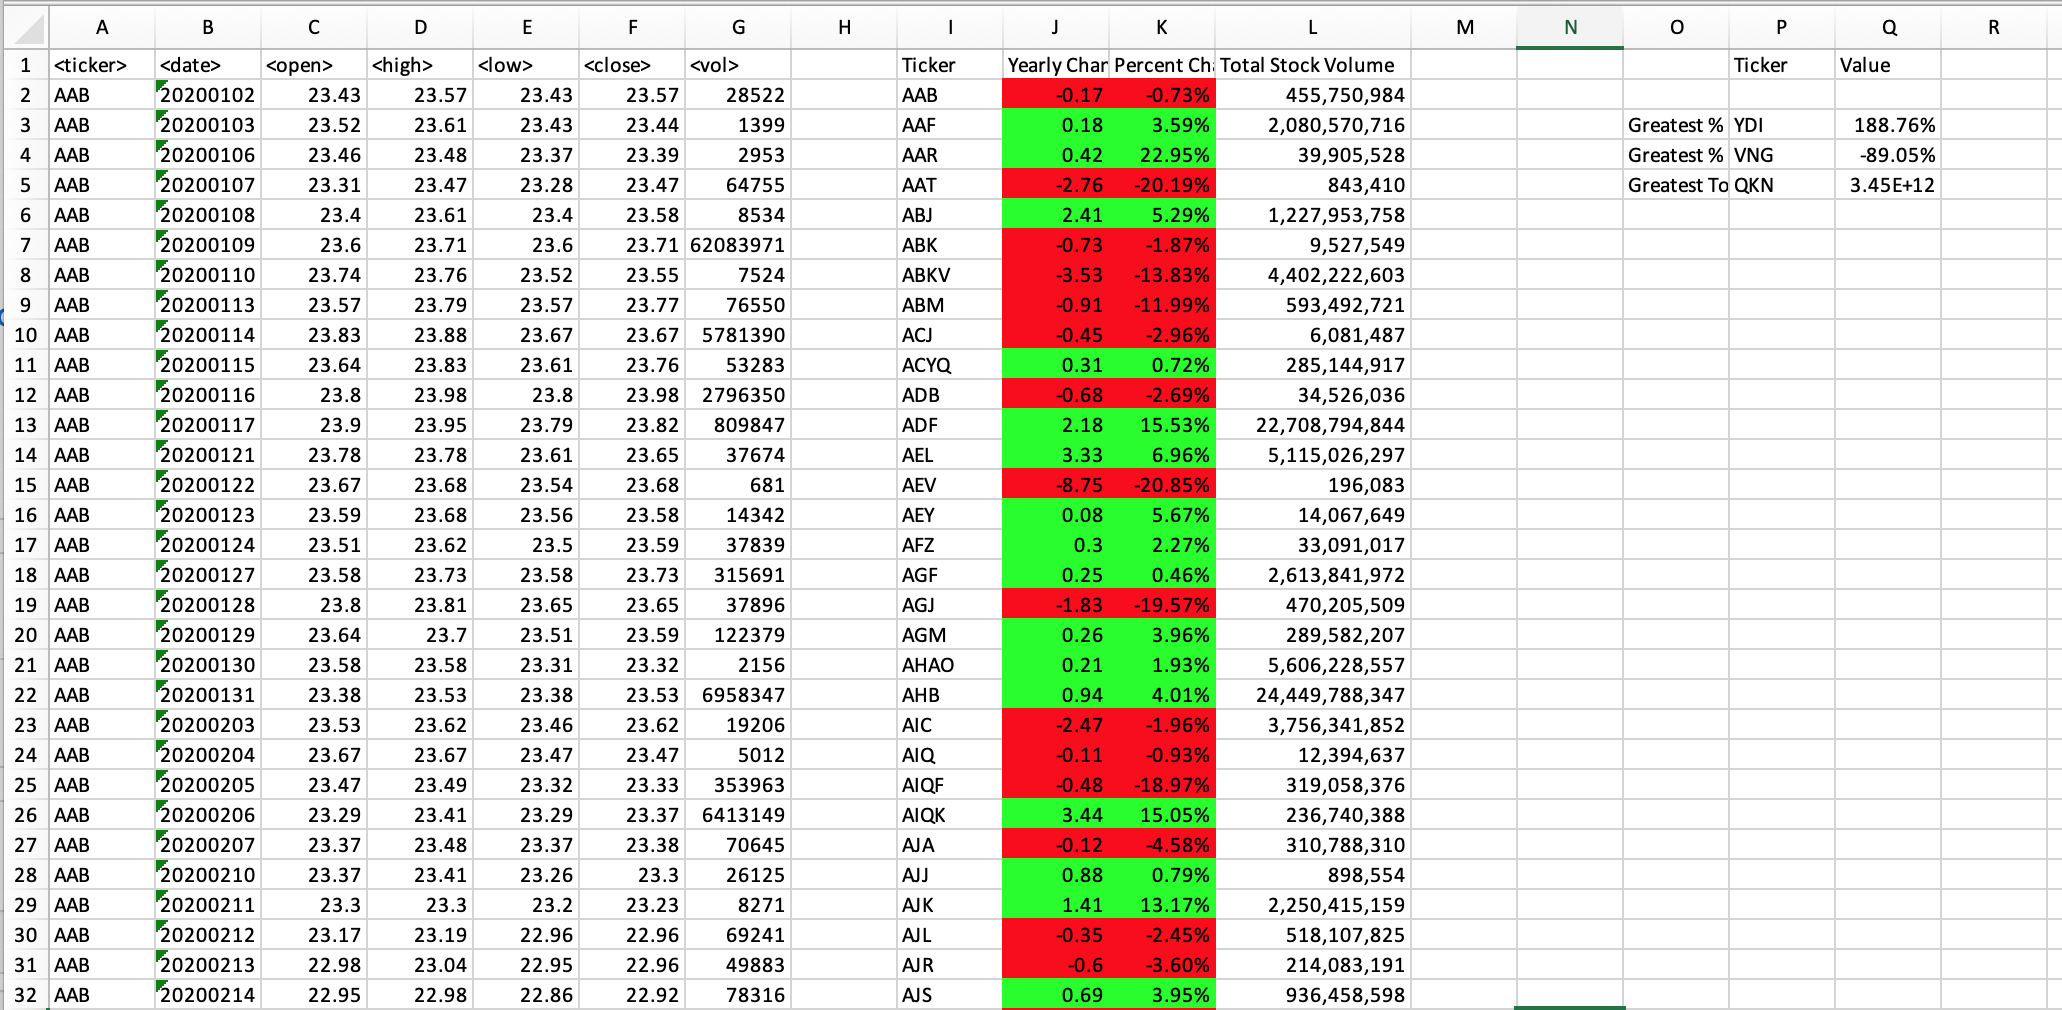 A B C D E F G H I J K L M N O P Q R
1 <ticker> <date> <open> <high> <low> <close> <vol> Ticker Yearly Char Percent Ch Total Stock Volume Ticker Value
2 AAB 20200102 23.43 23.57 23.43 23.57 28522 AAB -0.17 -0.73% 455,750,984
3 AAB 20200103 23.52 23.61 23.43 23.44 1399 AAF 0.18 3.59% 2,080,570,716 Greatest % YDI 188.76%
4 AAB 20200106 23.46 23.48 23.37 23.39 2953 AAR 0.42 22.95% 39,905,528 Greatest % VNG -89.05%
5 AAB 20200107 23.31 23.47 23.28 23.47 64755 AAT -2.76 -20.19% 843,410 Greatest To QKN 3.45E+12
6 AAB 20200108 23.4 23.61 23.4 23.58 8534 ABJ 2.41 5.29% 1,227,953,758
7 AAB 20200109 23.6 23.71 23.6 23.71 62083971 ABK -0.73 -1.87% 9,527,549
8 AAB 20200110 23.74 23.76 23.52 23.55 7524 ABKV -3.53 -13.83% 4,402,222,603
9 AAB 20200113 23.57 23.79 23.57 23.77 76550 ABM -0.91 -11.99% 593,492,721
10 AAB 20200114 23.83 23.88 23.67 23.67 5781390 ACJ -0.45 -2.96% 6,081,487
11 AAB 20200115 23.64 23.83 23.61 23.76 53283 ACYQ 0.31 0.72% 285,144,917
12 AAB 20200116 23.8 23.98 23.8 23.98 2796350 ADB -0.68 -2.69% 34,526,036
13 AAB 20200117 23.9 23.95 23.79 23.82 809847 ADF 2.18 15.53% 22,708,794,844
14 AAB 20200121 23.78 23.78 23.61 23.65 37674 AEL 3.33 6.96% 5,115,026,297
15 AAB 20200122 23.67 23.68 23.54 23.68 681 AEV -8.75 -20.85% 196,083
16 AAB 20200123 23.59 23.68 23.56 23.58 14342 AEY 0.08 5.67% 14,067,649
17 AAB 20200124 23.51 23.62 23.5 23.59 37839 AFZ 0.3 2.27% 33,091,017
18 AAB 20200127 23.58 23.73 23.58 23.73 315691 AGF 0.25 0.46% 2,613,841,972
19 AAB 20200128 23.8 23.81 23.65 23.65 37896 AGJ -1.83 -19.57% 470,205,509
20 AAB 20200129 23.64 23.7 23.51 23.59 122379 AGM 0.26 3.96% 289,582,207
21 AAB 20200130 23.58 23.58 23.31 23.32 2156 AHAO 0.21 1.93% 5,606,228,557
22 AAB 20200131 23.38 23.53 23.38 23.53 6958347 AHB 0.94 4.01% 24,449,788,347
23 AAB 20200203 23.53 23.62 23.46 23.62 19206 AIC -2.47 -1.96% 3,756,341,852
24 AAB 20200204 23.67 23.67 23.47 23.47 5012 AIQ -0.11 -0.93% 12,394,637
25 AAB 20200205 23.47 23.49 23.32 23.33 353963 AIQF -0.48 -18.97% 319,058,376
26 AAB 20200206 23.29 23.41 23.29 23.37 6413149 AIQK 3.44 15.05% 236,740,388
27 AAB 20200207 23.37 23.48 23.37 23.38 70645 AJA -0.12 -4.58% 310,788,310
28 AAB 20200210 23.37 23.41 23.26 23.3 26125 AJJ 0.88 0.79% 898,554
29 AAB 20200211 23.3 23.3 23.2 23.23 8271 AJK 1.41 13.17% 2,250,415,159
30 AAB 20200212 23.17 23.19 22.96 22.96 69241 AJL -0.35 -2.45% 518,107,825
31 AAB 20200213 22.98 23.04 22.95 22.96 49883 AJR -0.6 -3.60% 214,083,191
32 AAB 20200214 22.95 22.98 22.86 22.92 78316 AJS 0.69 3.95% 936,458,598